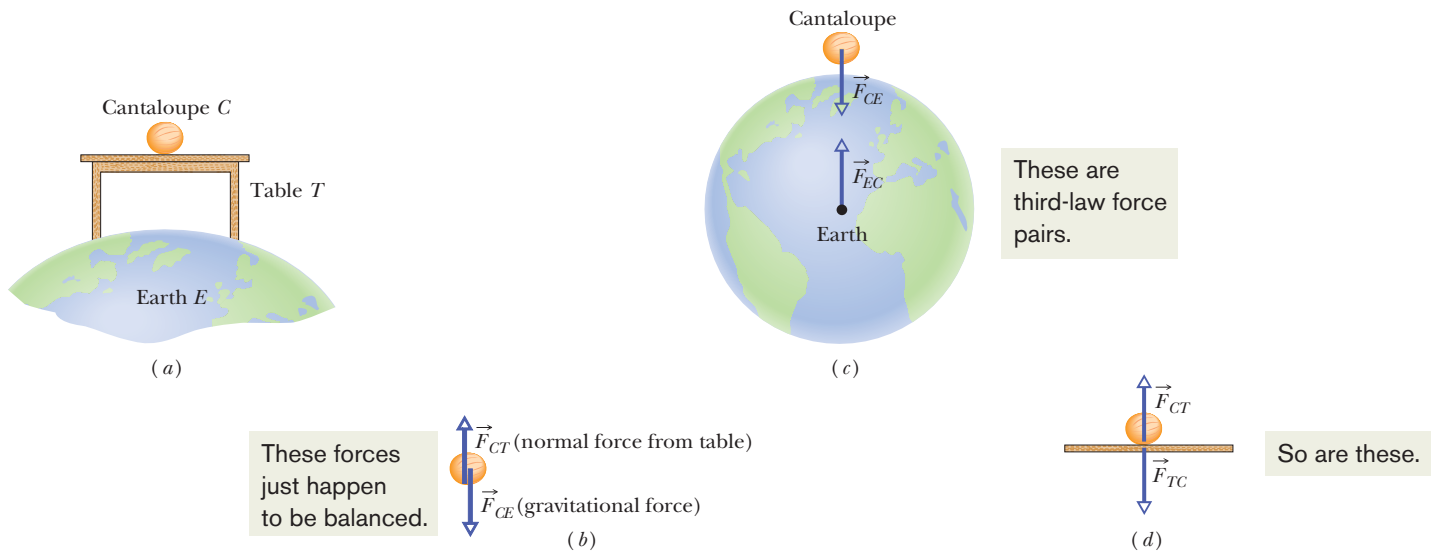 Cantaloupe C
Table T
Earth E
(a)
These forces
just happen
to be balanced.
F⃗CT (normal force from table)
F⃗CE (gravitational force)
(b)
Cantaloupe
F⃗CE
F⃗EC
Earth
These are
third-law force
pairs.
(c)
F⃗CT
F⃗TC
So are these.
(d)